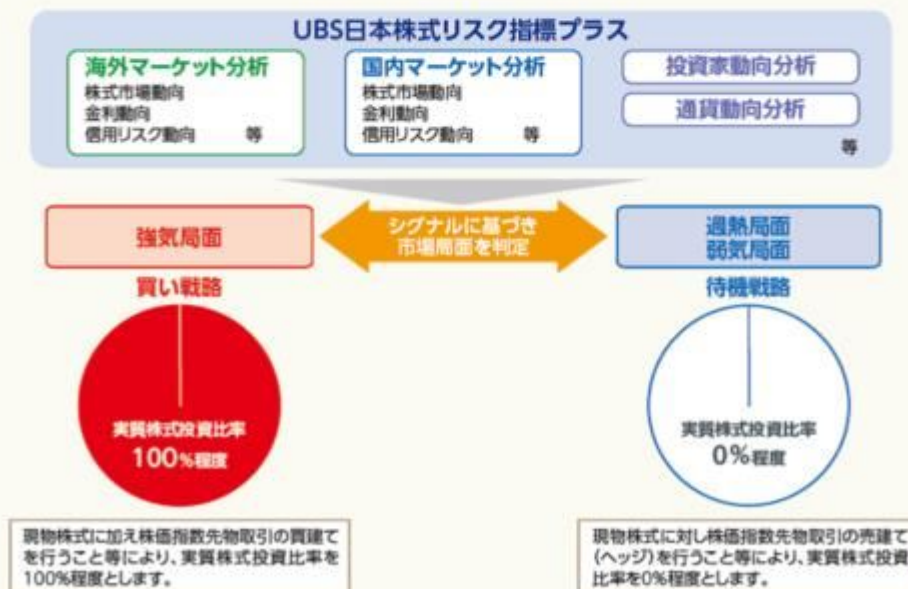 UBS日本株式リスク指標プラス
海外マーケット分析
株式市場動向
金利動向
信用リスク動向 等
国内マーケット分析
株式市場動向
金利動向
信用リスク動向 等
投資家動向分析
通貨動向分析
等
強気局面
シグナルに基づき
市場局面を判定
過熱局面
弱気局面
買い戦略
待機戦略
実質株式投資比率
100%程度
実質株式投資比率
0%程度
現物株式に加え株価指数先物取引の買建て
を行うこと等により、実質株式投資比率を
100%程度とします。
現物株式に対し株価指数先物取引の売建て
(ヘッジ)を行うこと等により、実質株式投資
比率を0%程度とします。